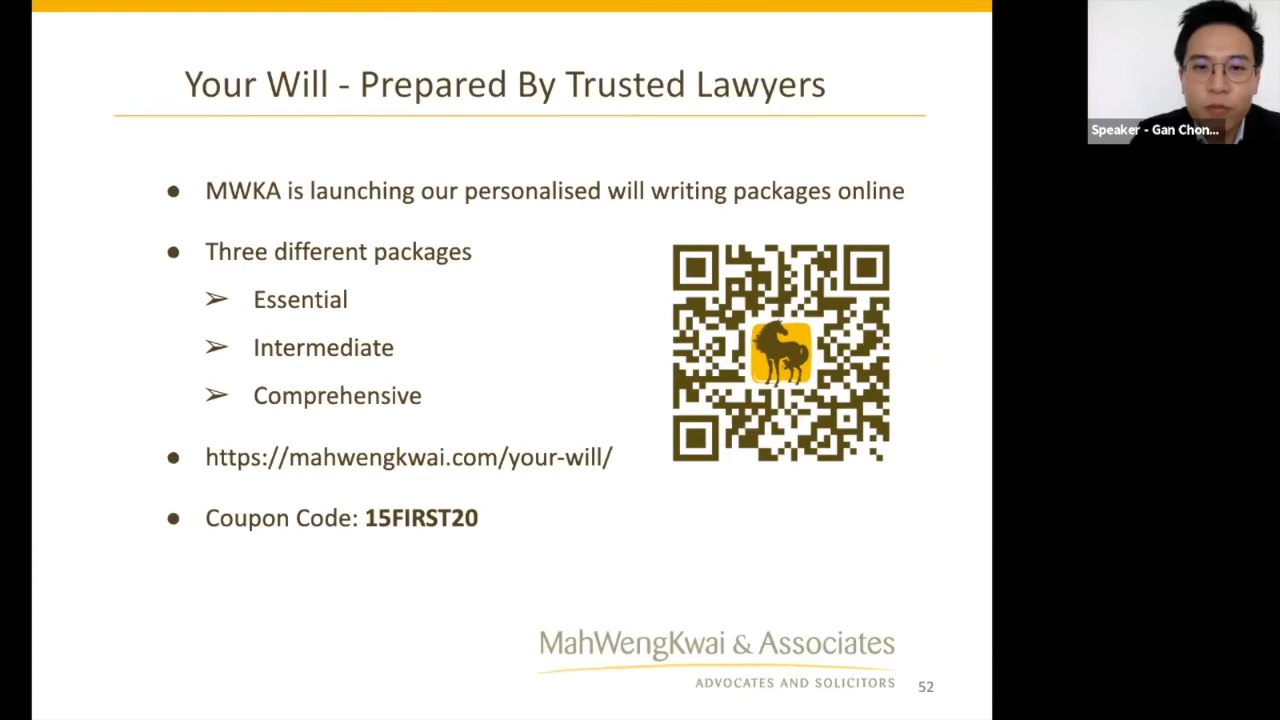 Your Will - Prepared By Trusted Lawyers
● MWKA is launching our personalised will writing packages online
● Three different packages
➢ Essential
➢ Intermediate
➢ Comprehensive
● https://mahwengkwai.com/your-will/
● Coupon Code: 15FIRST20
MahWengKwai & Associates
ADVOCATES AND SOLICITORS
52
Speaker - Gan Chon...